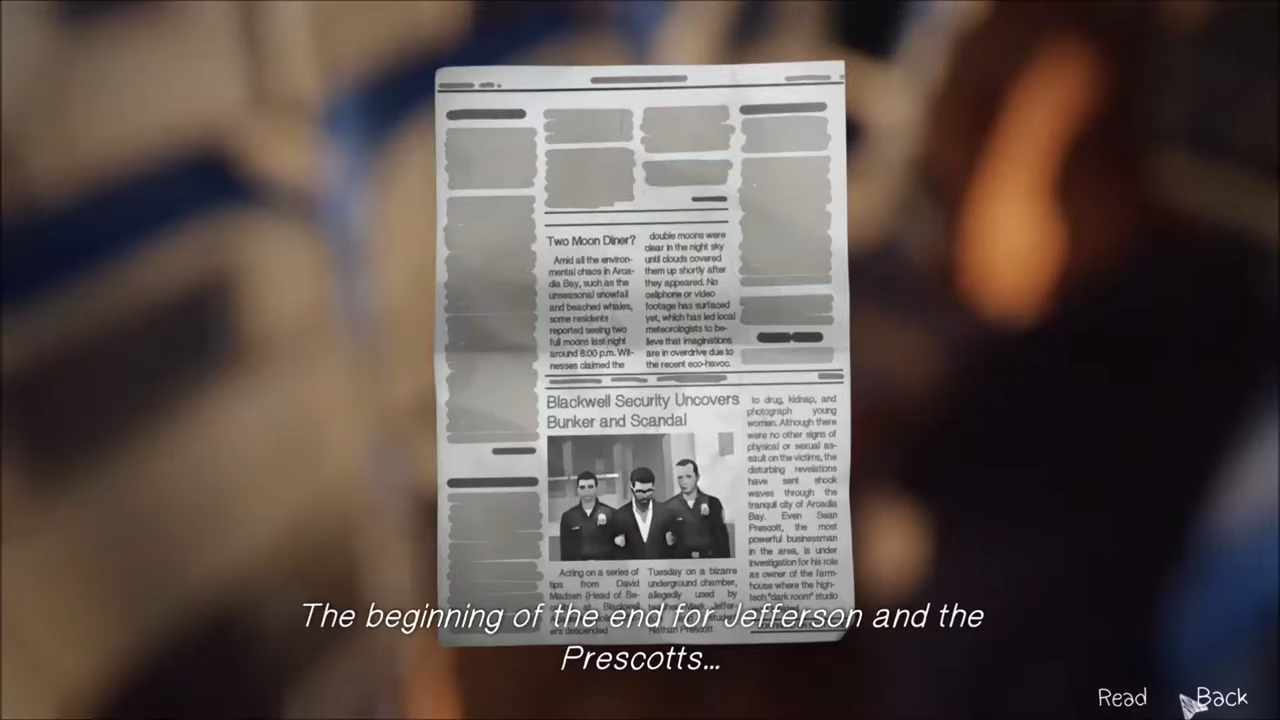 Two Moon Diner?
Amid all the environ-
mental chaos in Arca-
dia Bay, such as the
unseasonal snowfall
and beached whales,
some residents
reported seeing two
full moons last night
around 8:00 p.m. Wit-
nesses claimed the
double moons were
clear in the night sky
until clouds covered
them up shortly after
they appeared. No
cellphone or video
footage has surfaced
yet, which has led local
meteorologists to be-
lieve that imaginations
are in overdrive due to
the recent eco-havoc.
Blackwell Security Uncovers
Bunker and Scandal
Acting on a series of
tips from David
Madsen (Head of Se-
at Blackwell
ers descended
Tuesday on a bizarre
underground chamber,
allegedly used by
Mark Jeffer-
Nathan Prescott
to drug, kidnap, and
photograph young
women. Although there
were no other signs of
physical or sexual as-
sault on the victims, the
disturbing revelations
have sent shock
waves through the
tranquil city of Arcadia
Bay. Even Sean
Prescott, the most
powerful businessman
in the area, is under
investigation for his role
as owner of the farm-
house where the high-
tech "dark room" studio
The beginning of the end for Jefferson and the
Prescotts...
Read Back